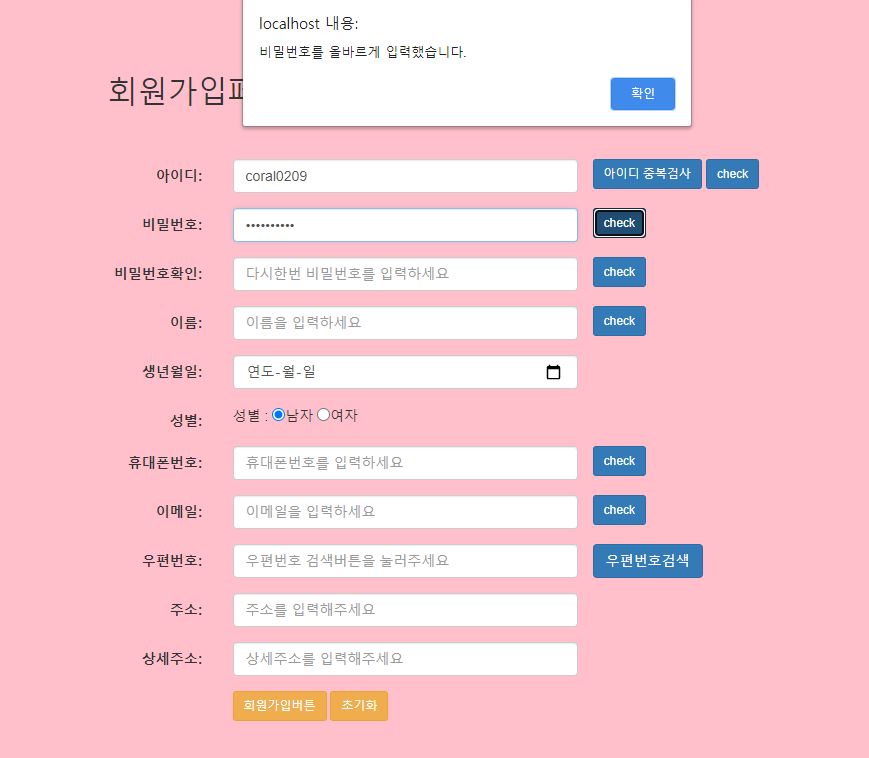 localhost 내용:
비밀번호를 올바르게 입력했습니다.
확인
회원가입
아이디: coral0209 아이디 중복검사 check
비밀번호: •••••••••• check
비밀번호확인: 다시한번 비밀번호를 입력하세요 check
이름: 이름을 입력하세요 check
생년월일: 연도-월-일
성별: 성별 : 남자 여자
휴대폰번호: 휴대폰번호를 입력하세요 check
이메일: 이메일을 입력하세요 check
우편번호: 우편번호 검색버튼을 눌러주세요 우편번호검색
주소: 주소를 입력해주세요
상세주소: 상세주소를 입력해주세요
회원가입버튼 초기화